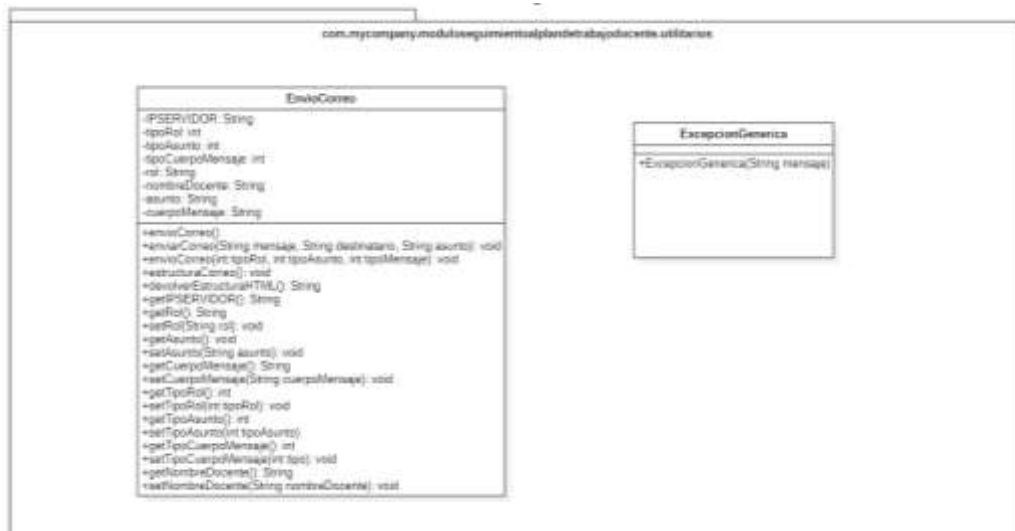 com.mycompany.moduloseguimientoalplandetrabajodocente.utilitarios
EnvioCorreo
-IPSERVIDOR: String
-tipoRol: int
-tipoAsunto: int
-tipoCuerpoMensaje: int
-rol: String
-nombreDocente: String
-asunto: String
-cuerpoMensaje: String
+envioCorreo()
+enviarCorreo(String mensaje, String destinatario, String asunto): void
+envioCorreo(int tipoRol, int tipoAsunto, int tipoMensaje): void
+estructuraCorreo(): void
+devolverEstructuraHTML(): String
+getIPSERVIDOR(): String
+getRol(): String
+setRol(String rol): void
+getAsunto(): void
+setAsunto(String asunto): void
+getCuerpoMensaje(): String
+setCuerpoMensaje(String cuerpoMensaje): void
+getTipoRol(): int
+setTipoRol(int tipoRol): void
+getTipoAsunto(): int
+setTipoAsunto(int tipoAsunto)
+getTipoCuerpoMensaje(): int
+setTipoCuerpoMensaje(int tipo): void
+getNombreDocente(): String
+setNombreDocente(String nombreDocente): void
ExcepcionGenerica
+ExcepcionGenerica(String mensaje)